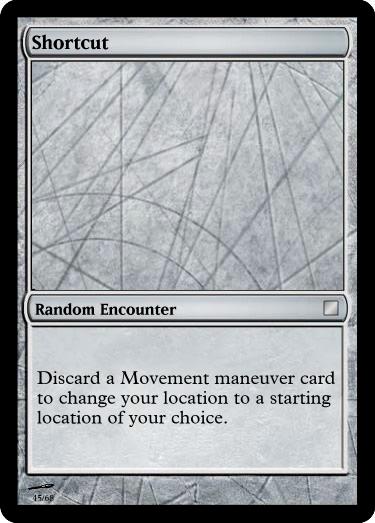 Shortcut
Random Encounter
Discard a Movement maneuver card
to change your location to a starting
location of your choice.
45/68